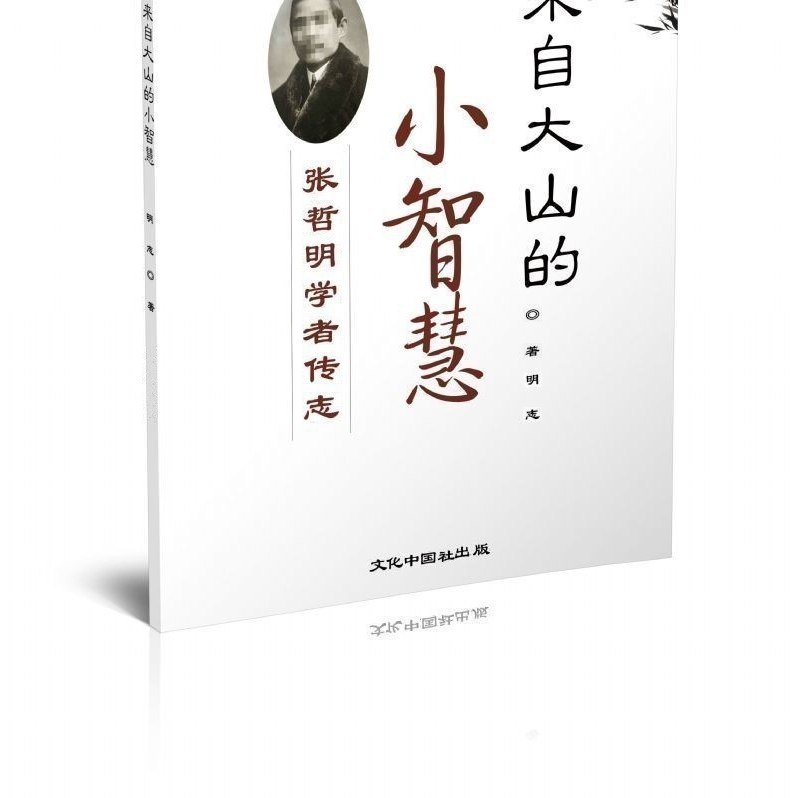 来自大山的小智慧
明志◎著
来自大山的
小智慧
◎著明志
张哲明学者传志
文化中国社出版